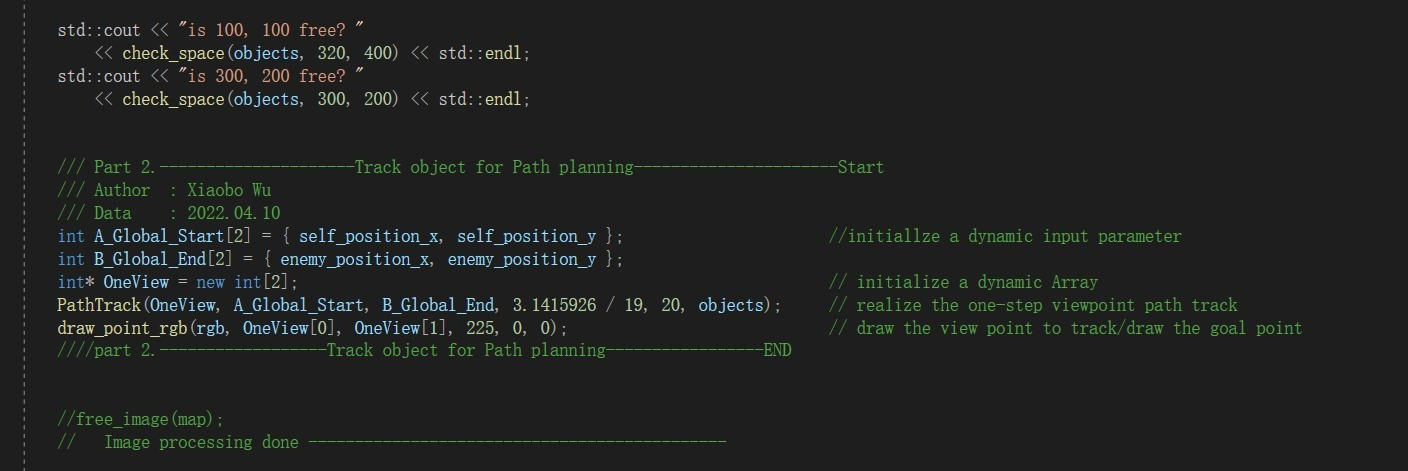 std::cout << "is 100, 100 free? "
<< check_space(objects, 320, 400) << std::endl;
std::cout << "is 300, 200 free? "
<< check_space(objects, 300, 200) << std::endl;
/// Part 2.---------------------Track object for Path planning----------------------Start
/// Author : Xiaobo Wu
/// Data : 2022.04.10
int A_Global_Start[2] = { self_position_x, self_position_y }; //initiallze a dynamic input parameter
int B_Global_End[2] = { enemy_position_x, enemy_position_y };
int* OneView = new int[2]; // initialize a dynamic Array
PathTrack(OneView, A_Global_Start, B_Global_End, 3.1415926 / 19, 20, objects); // realize the one-step viewpoint path track
draw_point_rgb(rgb, OneView[0], OneView[1], 225, 0, 0); // draw the view point to track/draw the goal point
////part 2.------------------Track object for Path planning-----------------END
//free_image(map);
// Image processing done ---------------------------------------------